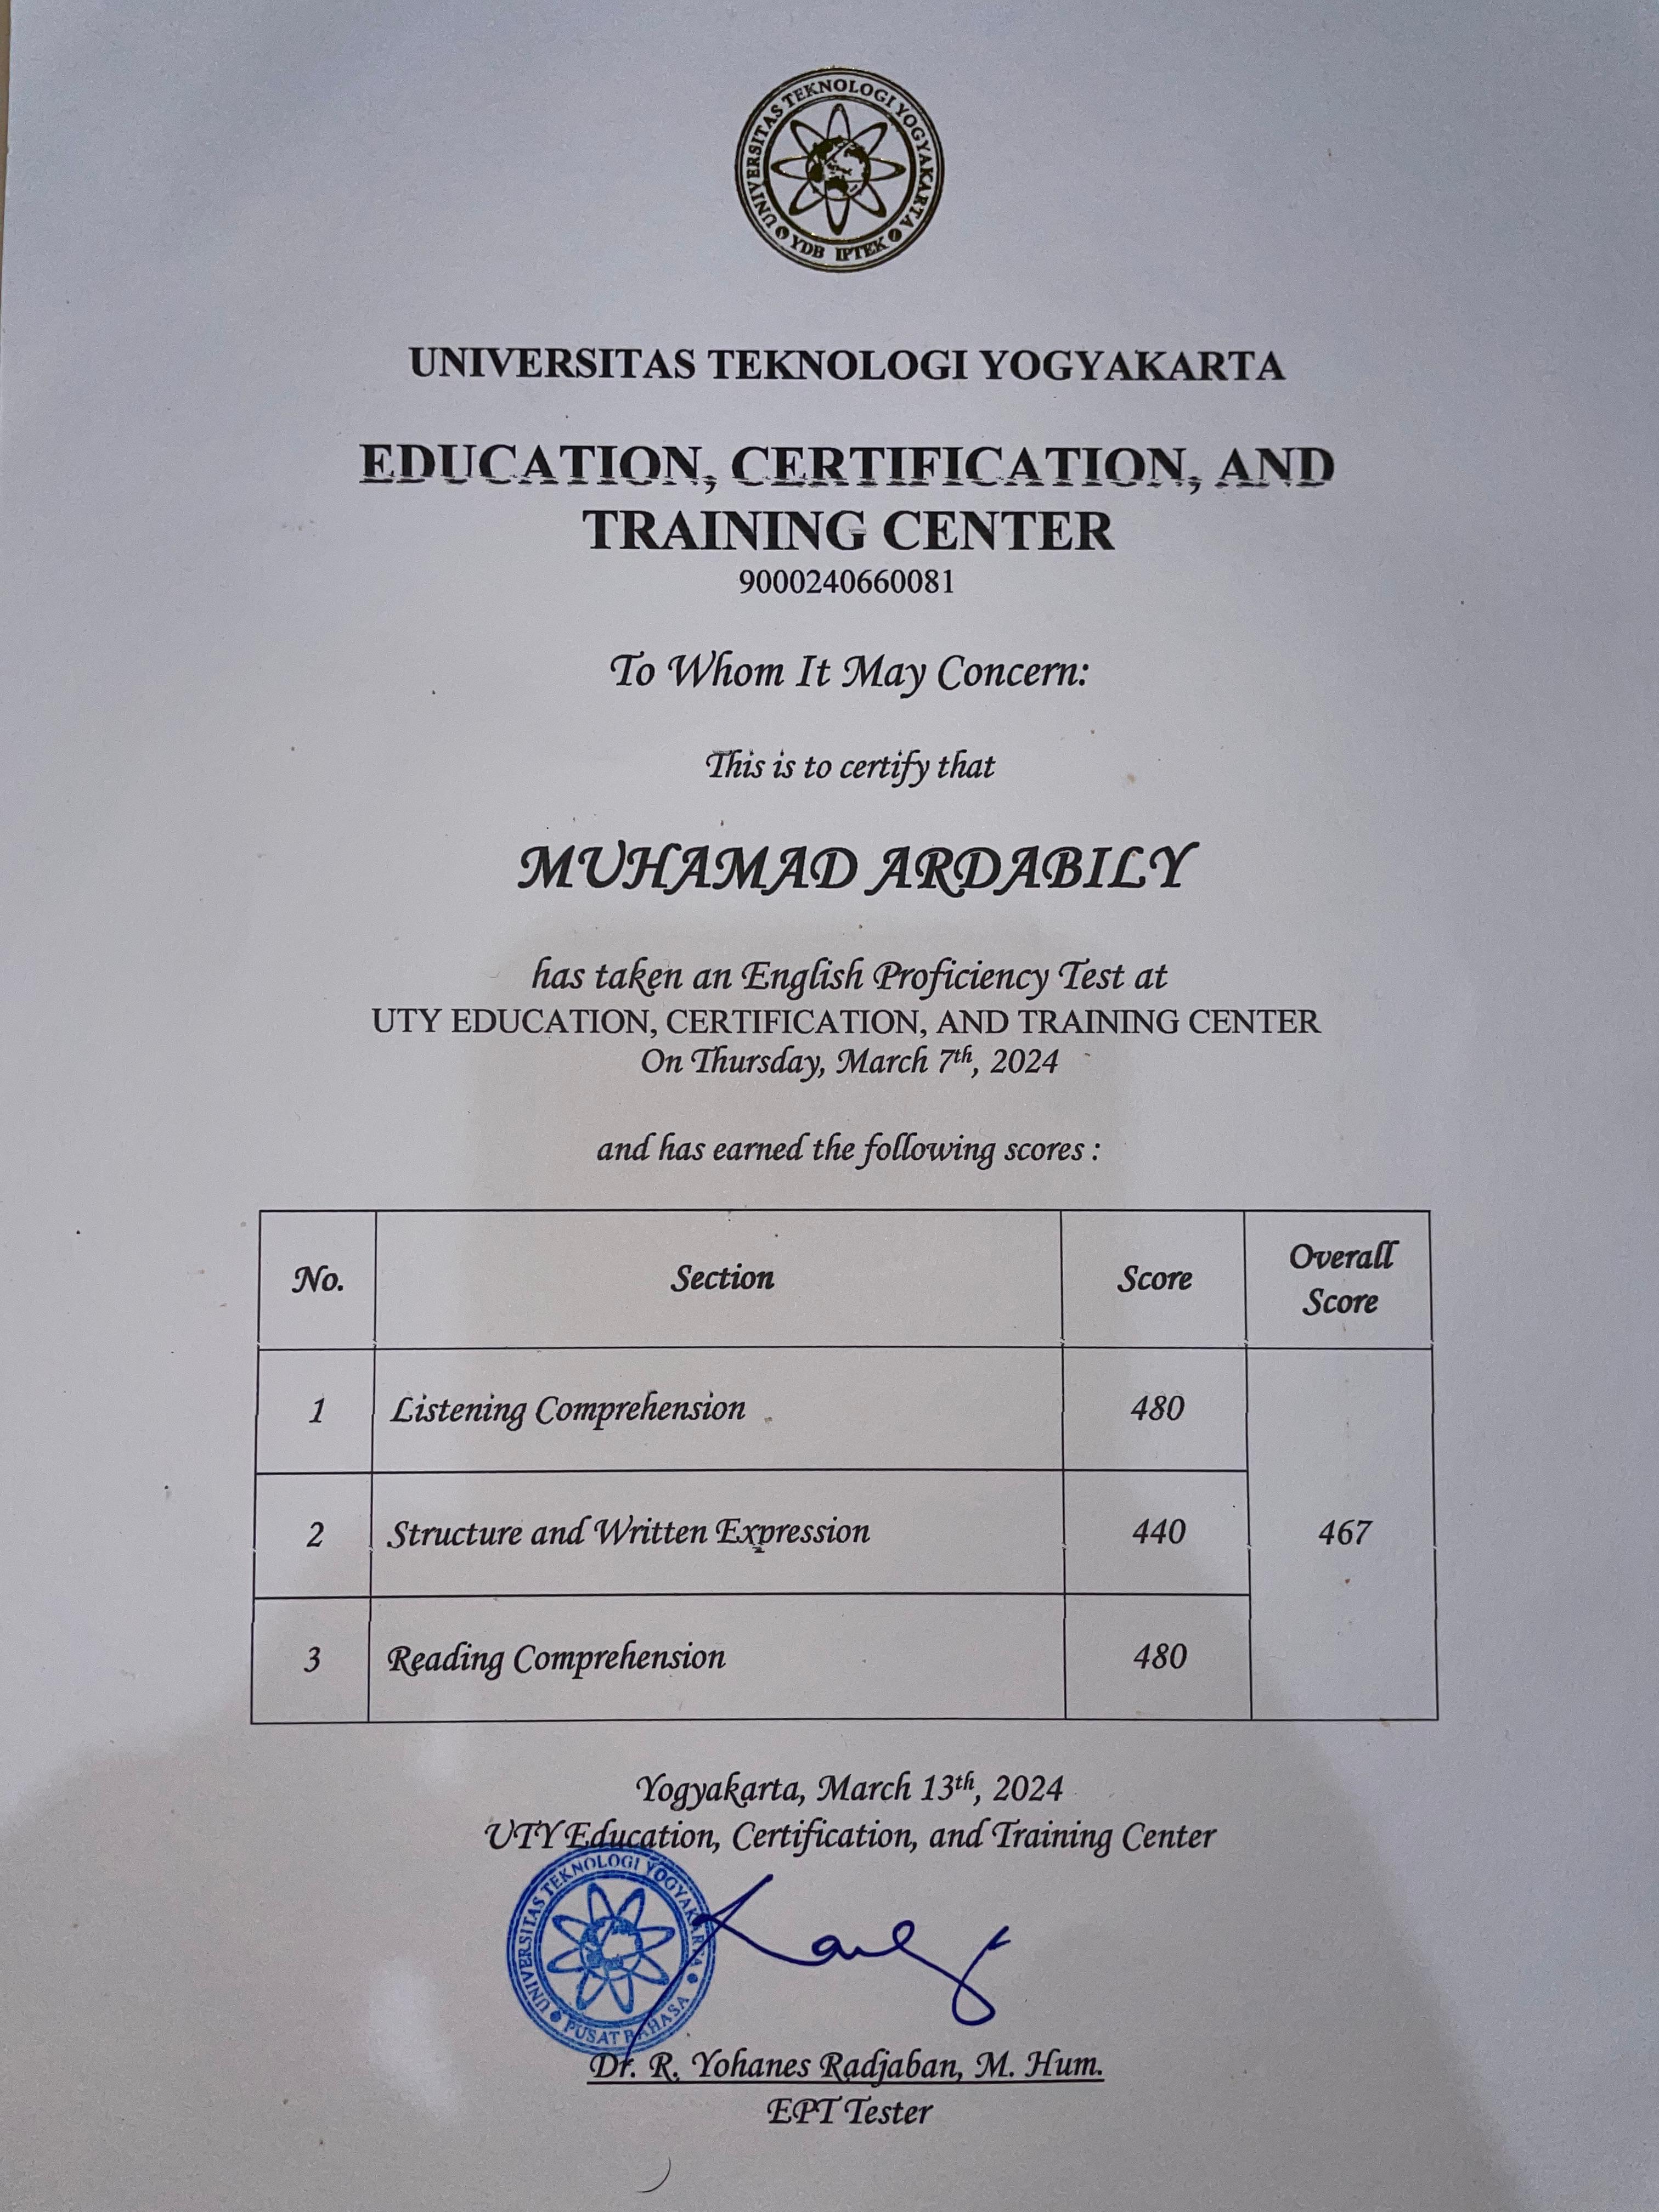 UNIVERSITAS TEKNOLOGI YOGYAKARTA
YDB IPTEK
UNIVERSITAS TEKNOLOGI YOGYAKARTA
EDUCATION, CERTIFICATION, AND
TRAINING CENTER
9000240660081
To Whom It May Concern:
This is to certify that
MUHAMAD ARDABILY
has taken an English Proficiency Test at
UTY EDUCATION, CERTIFICATION, AND TRAINING CENTER
On Thursday, March 7th, 2024
and has earned the following scores :
No. Section Score Overall Score
1 Listening Comprehension 480
2 Structure and Written Expression 440 467
3 Reading Comprehension 480
Yogyakarta, March 13th, 2024
UTY Education, Certification, and Training Center
UNIVERSITAS TEKNOLOGI YOGYAKARTA
PUSAT BAHASA
Dr. R. Yohanes Radjaban, M. Hum.
EPT Tester